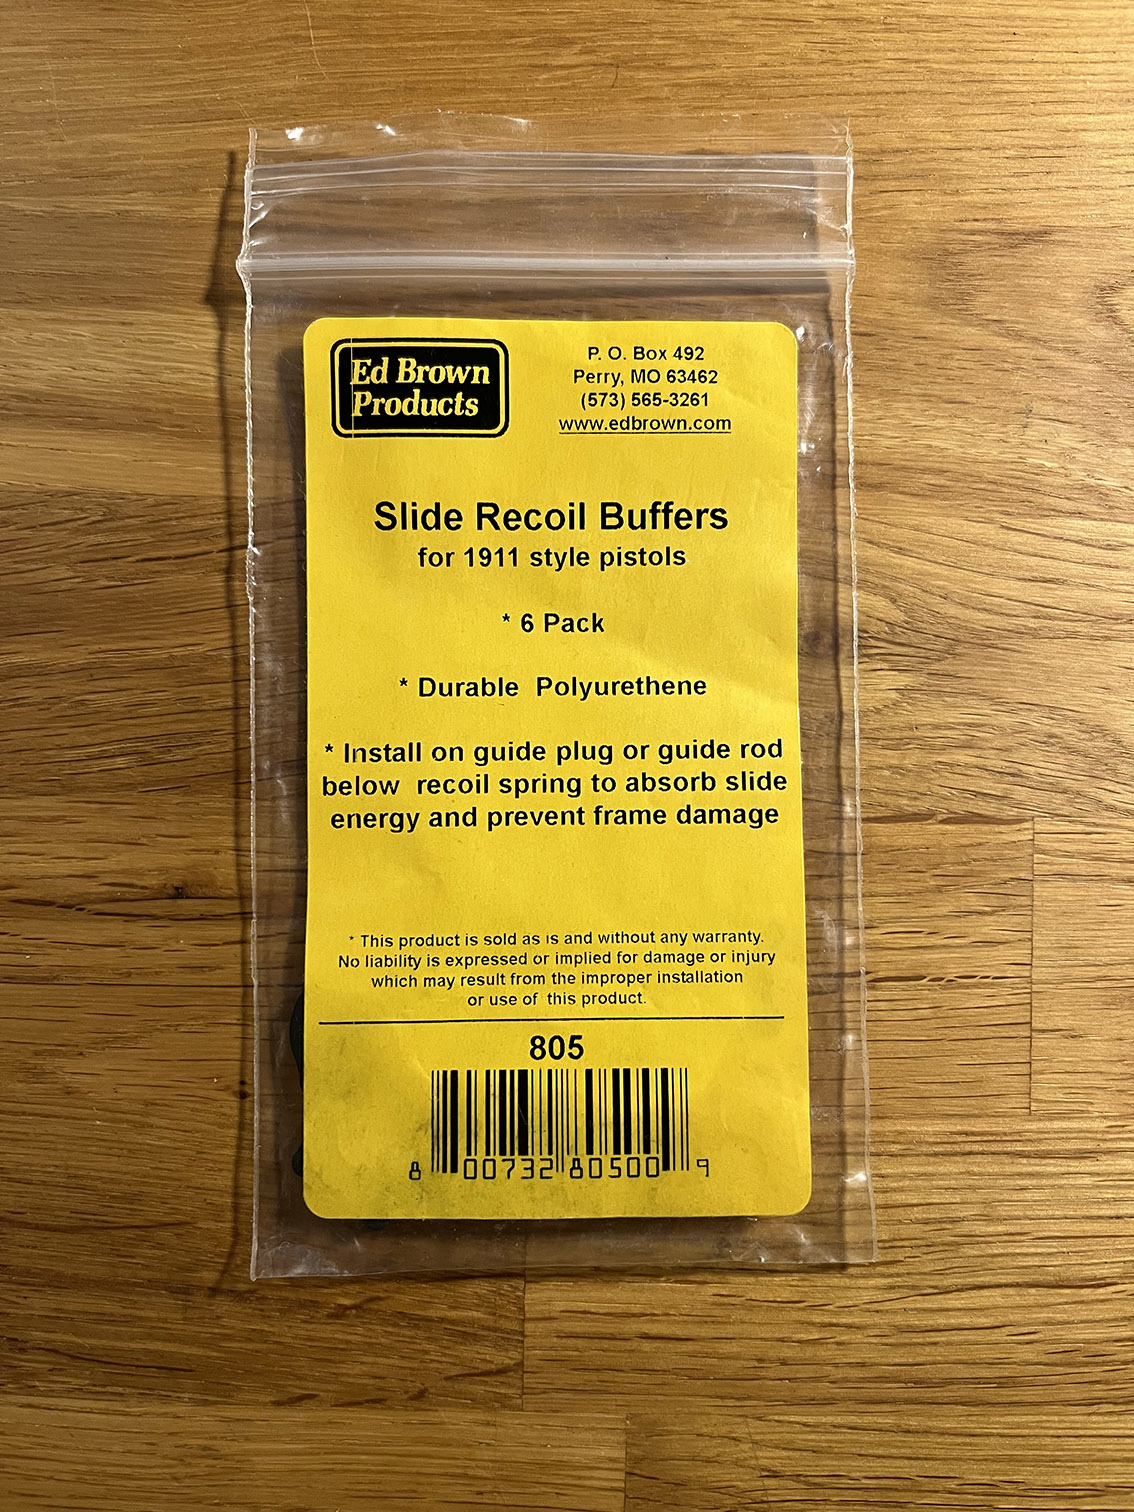 Ed Brown
Products
P. O. Box 492
Perry, MO 63462
(573) 565-3261
www.edbrown.com
Slide Recoil Buffers
for 1911 style pistols
* 6 Pack
* Durable Polyurethene
* Install on guide plug or guide rod
below recoil spring to absorb slide
energy and prevent frame damage
* This product is sold as is and without any warranty.
No liability is expressed or implied for damage or injury
which may result from the improper installation
or use of this product.
805
8 00732 80500 9